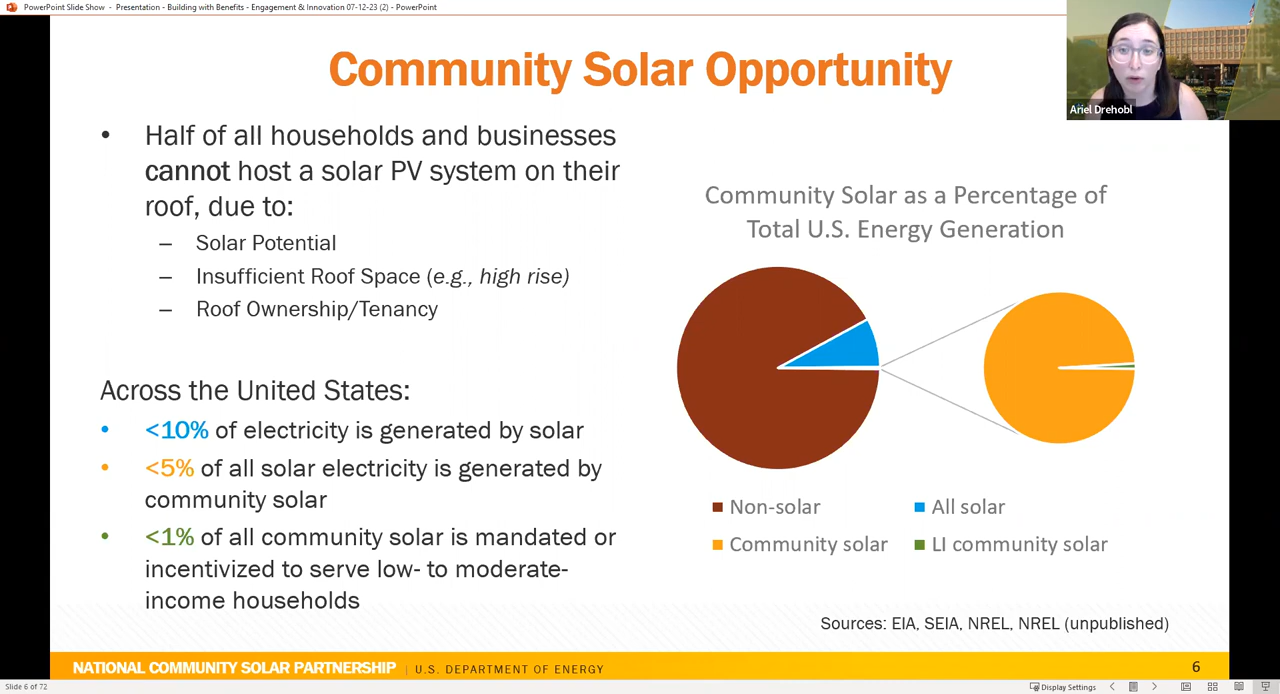 PowerPoint Slide Show - Presentation - Building with Benefits - Engagement & Innovation 07-12-23 (2) - PowerPoint
Community Solar Opportunity
Ariel Drehobl
• Half of all households and businesses
cannot host a solar PV system on their
roof, due to:
– Solar Potential
– Insufficient Roof Space (e.g., high rise)
– Roof Ownership/Tenancy
Across the United States:
• <10% of electricity is generated by solar
• <5% of all solar electricity is generated by
community solar
• <1% of all community solar is mandated or
incentivized to serve low- to moderate-
income households
Community Solar as a Percentage of
Total U.S. Energy Generation
Non-solar
All solar
Community solar
LI community solar
Sources: EIA, SEIA, NREL, NREL (unpublished)
NATIONAL COMMUNITY SOLAR PARTNERSHIP | U.S. DEPARTMENT OF ENERGY
6
Slide 6 of 72
Display Settings